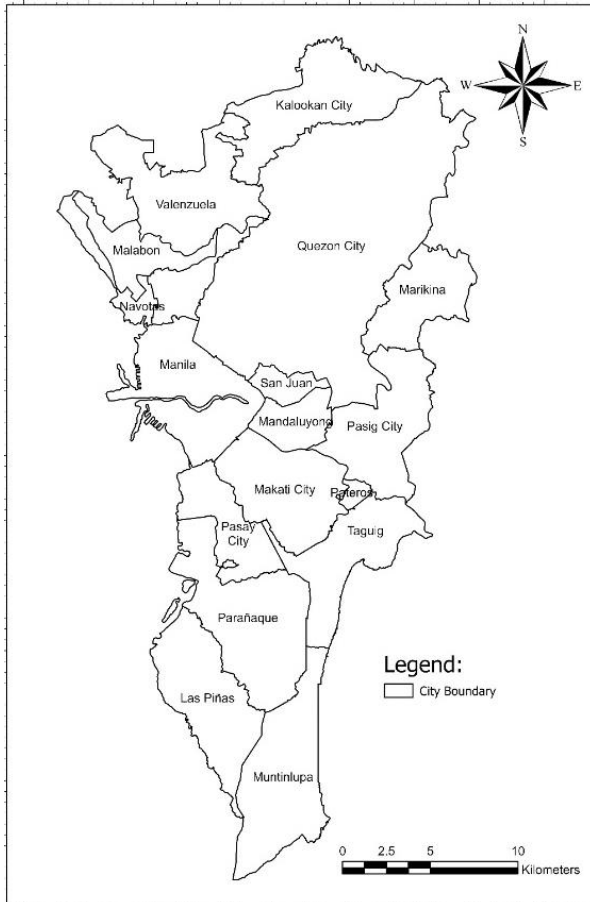 N
W
E
S
Kalookan City
Valenzuela
Quezon City
Malabon
Marikina
Navotas
Manila
San Juan
Mandaluyong
Pasig City
Makati City
Pateros
Taguig
Pasay
City
Parañaque
Legend:
City Boundary
Las Piñas
Muntinlupa
0
2.5
5
10
Kilometers